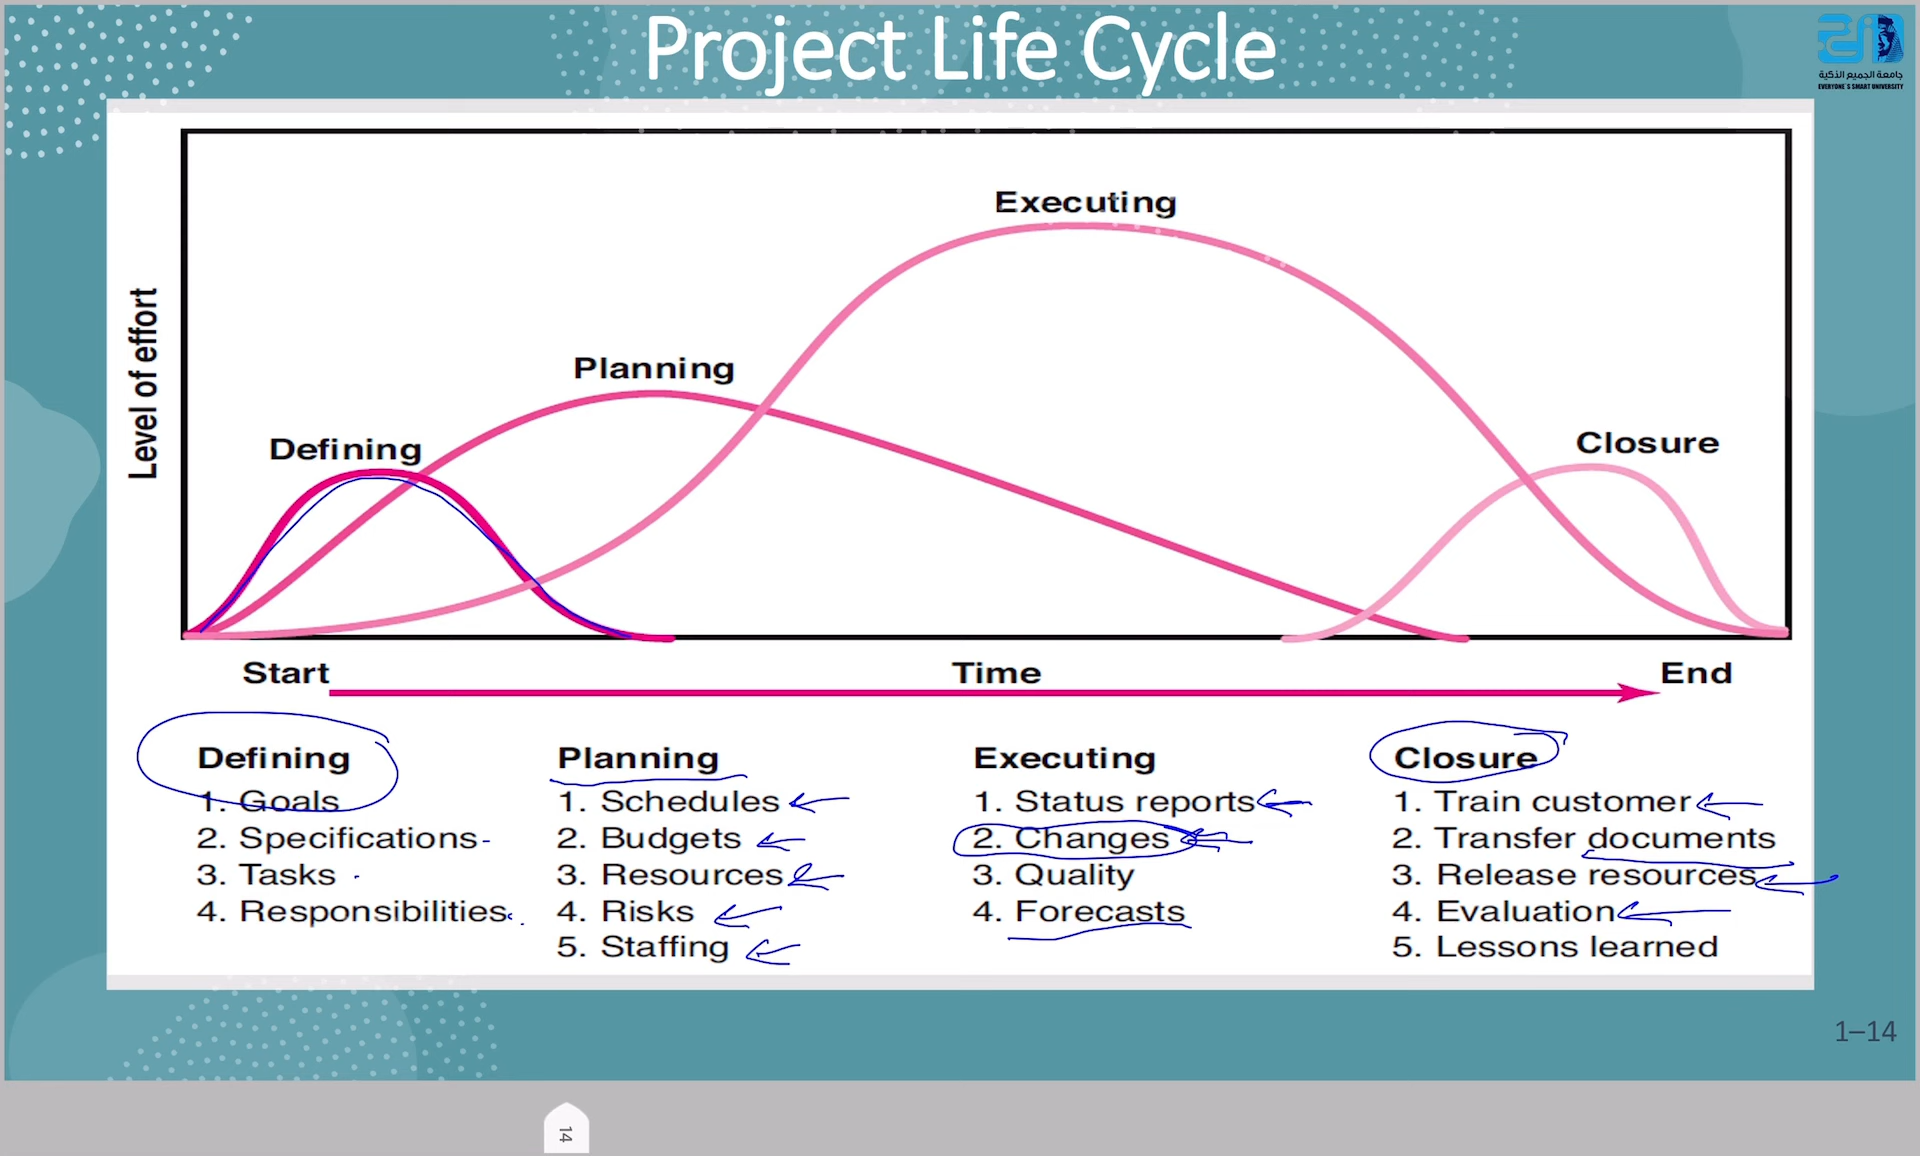 Project Life Cycle
جامعة الجميع الذكية
EVERYONE'S SMART UNIVERSITY
Executing
Planning
Defining
Closure
Level of effort
Start
Time
End
Defining
1. Goals
2. Specifications
3. Tasks
4. Responsibilities
Planning
1. Schedules
2. Budgets
3. Resources
4. Risks
5. Staffing
Executing
1. Status reports
2. Changes
3. Quality
4. Forecasts
Closure
1. Train customer
2. Transfer documents
3. Release resources
4. Evaluation
5. Lessons learned
1–14
14